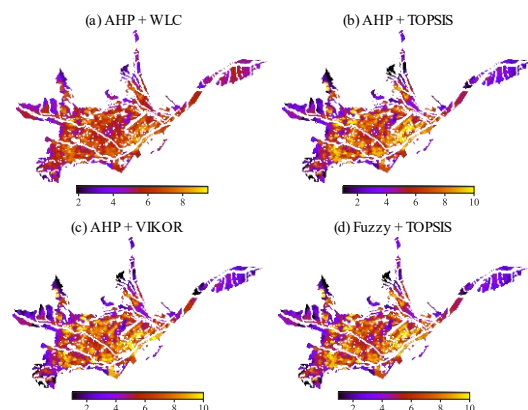 (a) AHP + WLC
(b) AHP + TOPSIS
2 4 6 8
2 4 6 8 10
(c) AHP + VIKOR
(d) Fuzzy + TOPSIS
2 4 6 8 10
2 4 6 8 10